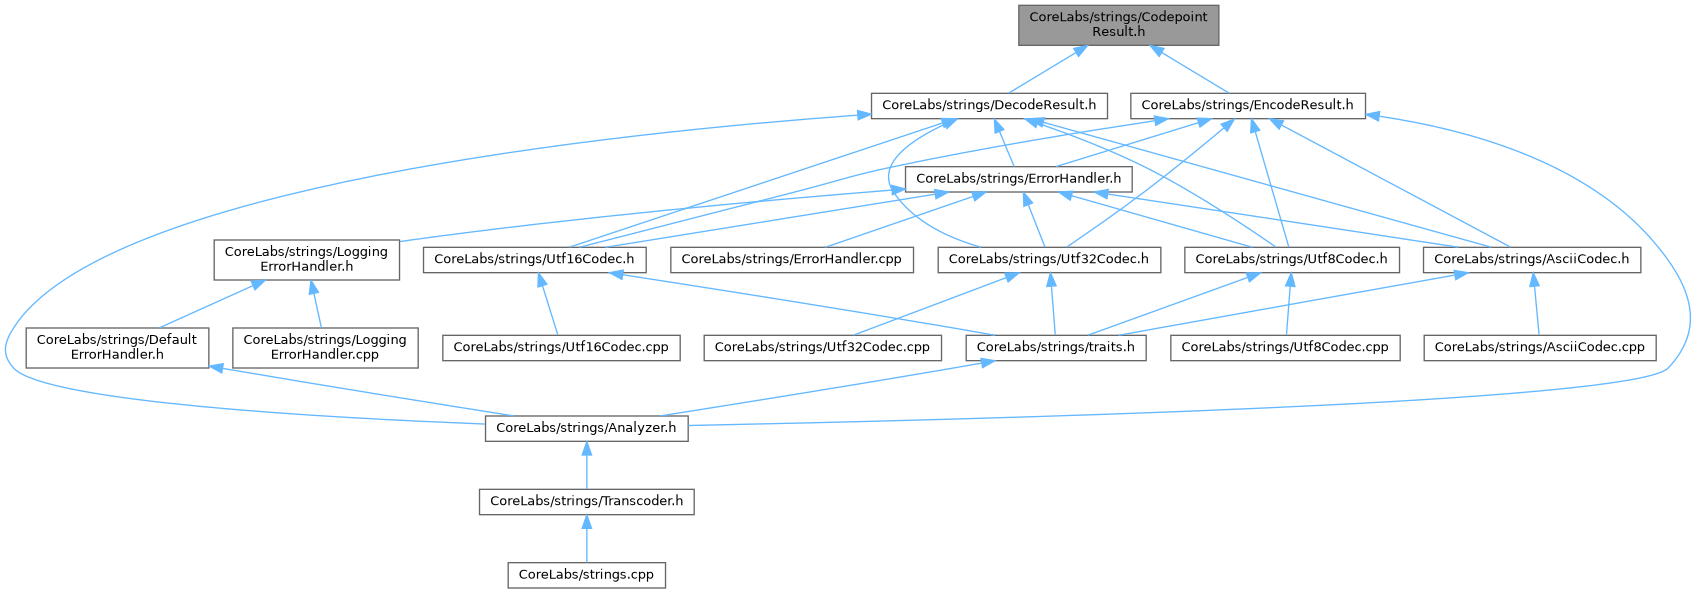 CoreLabs/strings/Codepoint
Result.h
CoreLabs/strings/DecodeResult.h
CoreLabs/strings/EncodeResult.h
CoreLabs/strings/ErrorHandler.h
CoreLabs/strings/Logging
ErrorHandler.h
CoreLabs/strings/Utf16Codec.h
CoreLabs/strings/ErrorHandler.cpp
CoreLabs/strings/Utf32Codec.h
CoreLabs/strings/Utf8Codec.h
CoreLabs/strings/AsciiCodec.h
CoreLabs/strings/Default
ErrorHandler.h
CoreLabs/strings/Logging
ErrorHandler.cpp
CoreLabs/strings/Utf16Codec.cpp
CoreLabs/strings/Utf32Codec.cpp
CoreLabs/strings/traits.h
CoreLabs/strings/Utf8Codec.cpp
CoreLabs/strings/AsciiCodec.cpp
CoreLabs/strings/Analyzer.h
CoreLabs/strings/Transcoder.h
CoreLabs/strings.cpp